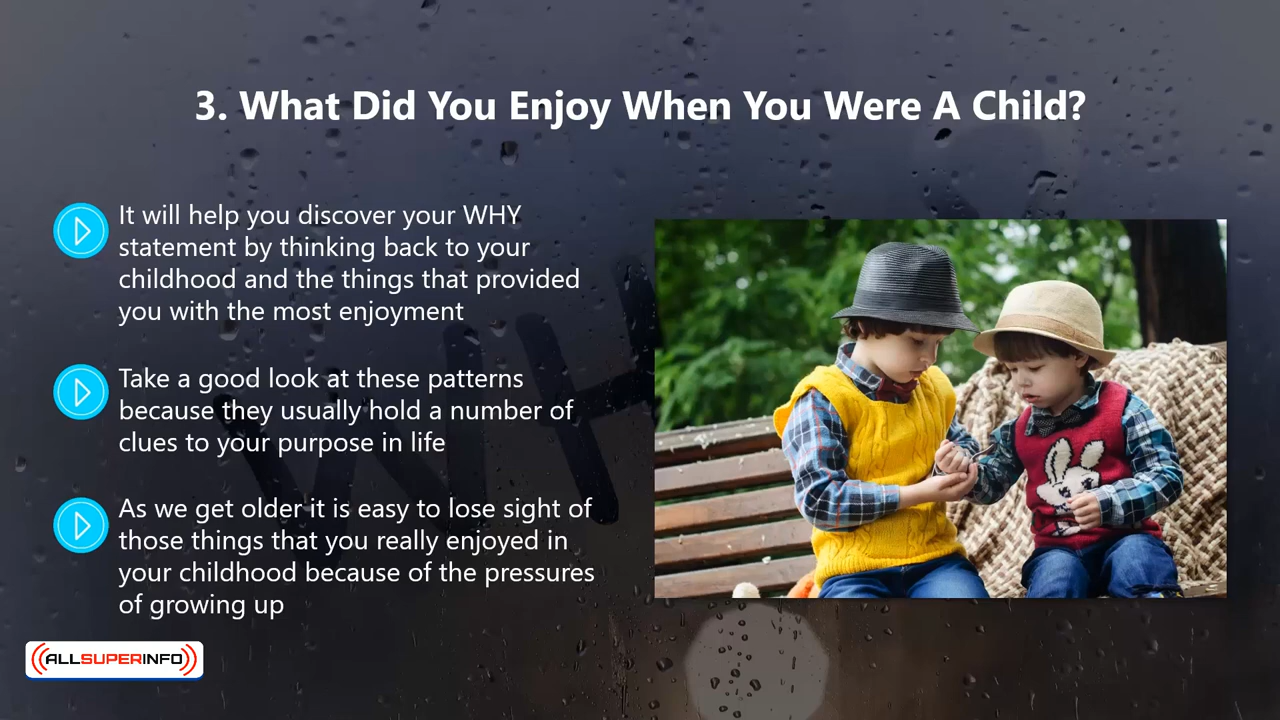 3. What Did You Enjoy When You Were A Child?
It will help you discover your WHY
statement by thinking back to your
childhood and the things that provided
you with the most enjoyment
Take a good look at these patterns
because they usually hold a number of
clues to your purpose in life
As we get older it is easy to lose sight of
those things that you really enjoyed in
your childhood because of the pressures
of growing up
ALLSUPERINFO